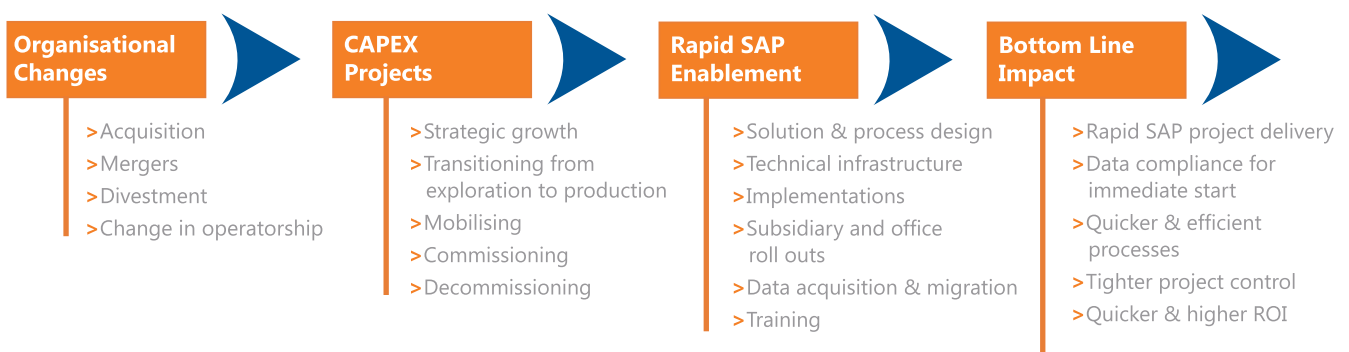 Organisational
Changes
>Acquisition
>Mergers
>Divestment
>Change in operatorship
CAPEX
Projects
>Strategic growth
>Transitioning from
exploration to production
>Mobilising
>Commissioning
>Decommissioning
Rapid SAP
Enablement
>Solution & process design
>Technical infrastructure
>Implementations
>Subsidiary and office
roll outs
>Data acquisition & migration
>Training
Bottom Line
Impact
>Rapid SAP project delivery
>Data compliance for
immediate start
>Quicker & efficient
processes
>Tighter project control
>Quicker & higher ROI